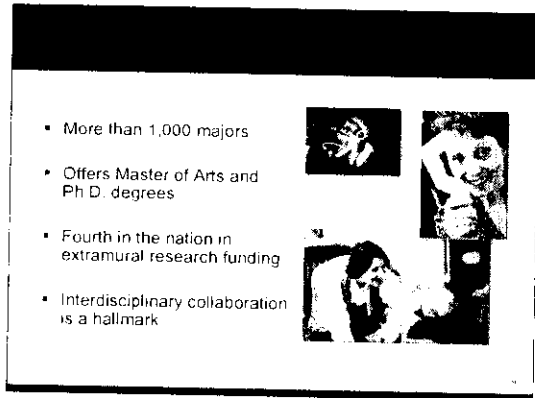 ▪ More than 1,000 majors
▪ Offers Master of Arts and
Ph D. degrees
▪ Fourth in the nation in
extramural research funding
▪ Interdisciplinary collaboration
is a hallmark